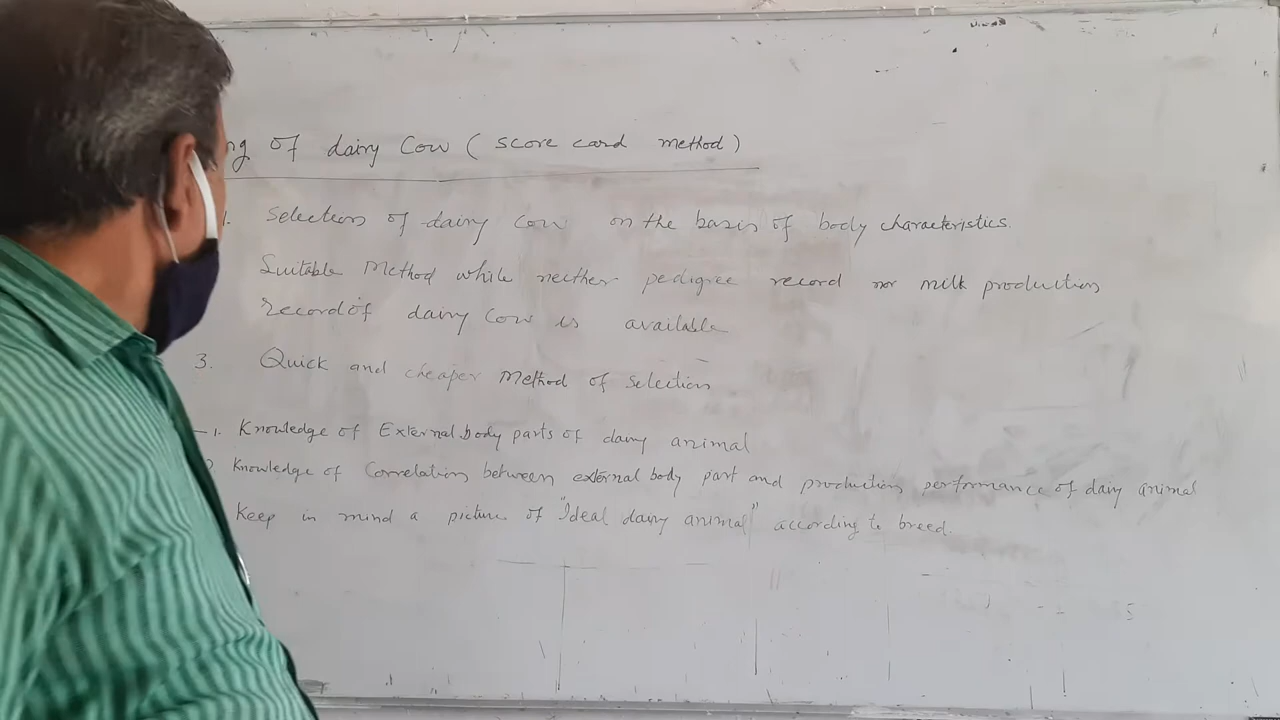 ng of dairy Cow ( score card method )
1. Selection of dairy Cow on the basis of body characteristics.
Suitable Method while neither pedigree record nor milk production
record of dairy Cow is available
3. Quick and cheaper Method of selection
1. Knowledge of External body parts of dairy animal
Knowledge of Correlation between external body part and production performance of dairy animal
Keep in mind a picture of "Ideal dairy animal" according to breed.